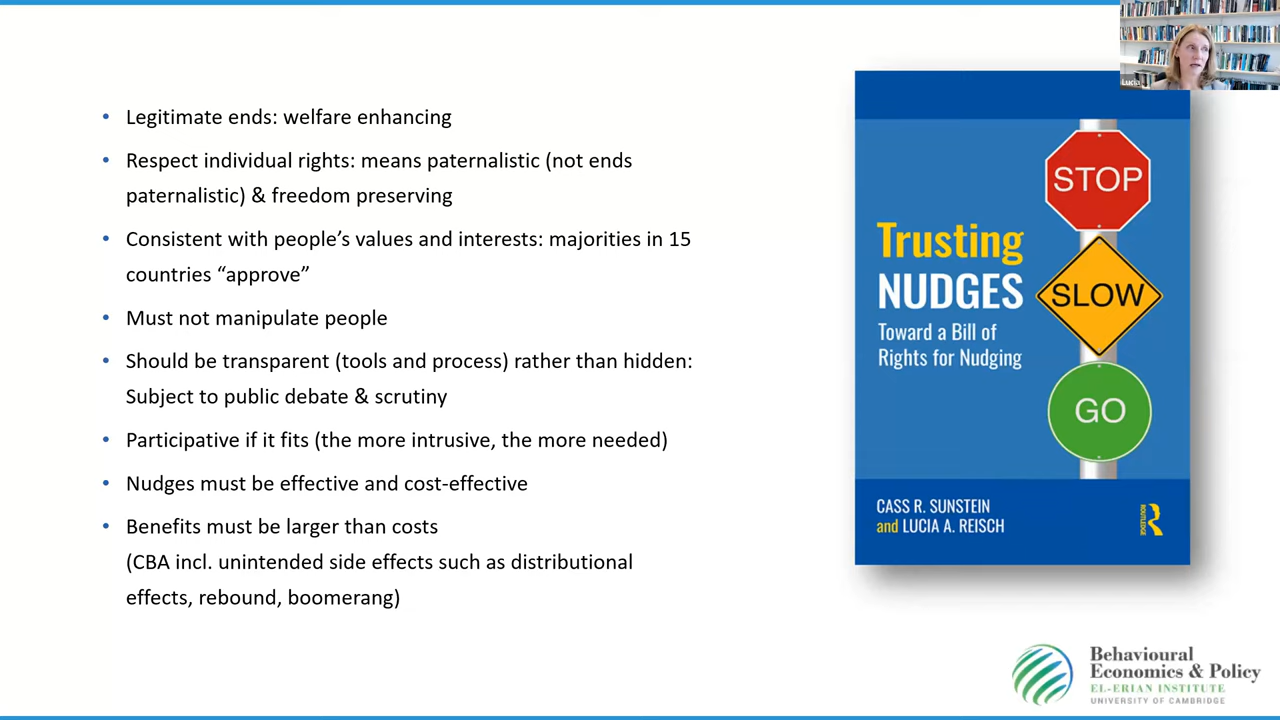 Legitimate ends: welfare enhancing
Respect individual rights: means paternalistic (not ends
paternalistic) & freedom preserving
Consistent with people’s values and interests: majorities in 15
countries “approve”
Must not manipulate people
Should be transparent (tools and process) rather than hidden:
Subject to public debate & scrutiny
Participative if it fits (the more intrusive, the more needed)
Nudges must be effective and cost-effective
Benefits must be larger than costs
(CBA incl. unintended side effects such as distributional
effects, rebound, boomerang)
Lucia
STOP
SLOW
GO
Trusting
NUDGES
Toward a Bill of
Rights for Nudging
CASS R. SUNSTEIN
and LUCIA A. REISCH
ROUTLEDGE
Behavioural
Economics & Policy
EL-ERIAN INSTITUTE
UNIVERSITY OF CAMBRIDGE